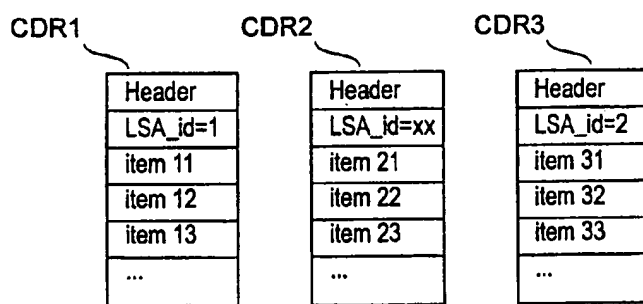 CDR1
CDR2
CDR3
Header
LSA_id=1
item 11
item 12
item 13
...
Header
LSA_id=xx
item 21
item 22
item 23
...
Header
LSA_id=2
item 31
item 32
item 33
...